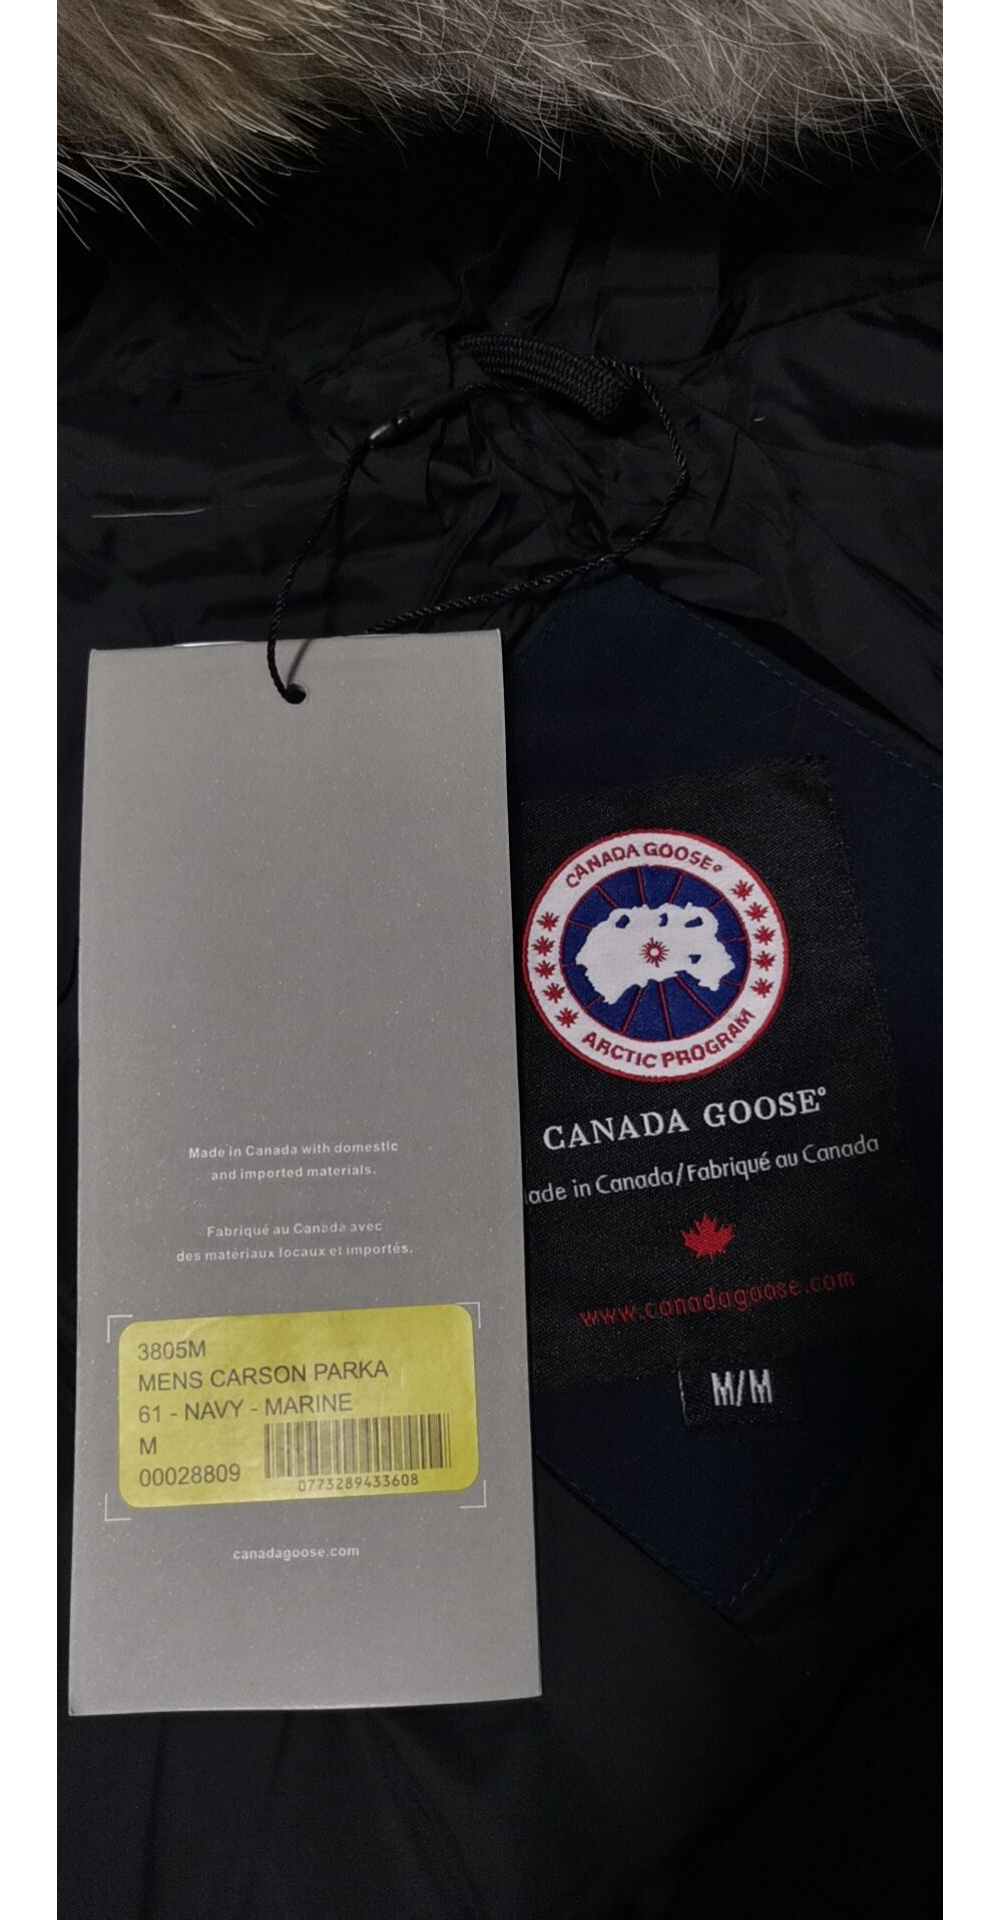 Made in Canada with domestic
and imported materials.
Fabriqué au Canada avec
des matériaux locaux et importés.
3805M
MENS CARSON PARKA
61 - NAVY - MARINE
M
00028809
0773289433608
canadagoose.com
CANADA GOOSE®
ARCTIC PROGRAM
CANADA GOOSE®
ade in Canada/Fabriqué au Canada
www.canadagoose.com
M/M